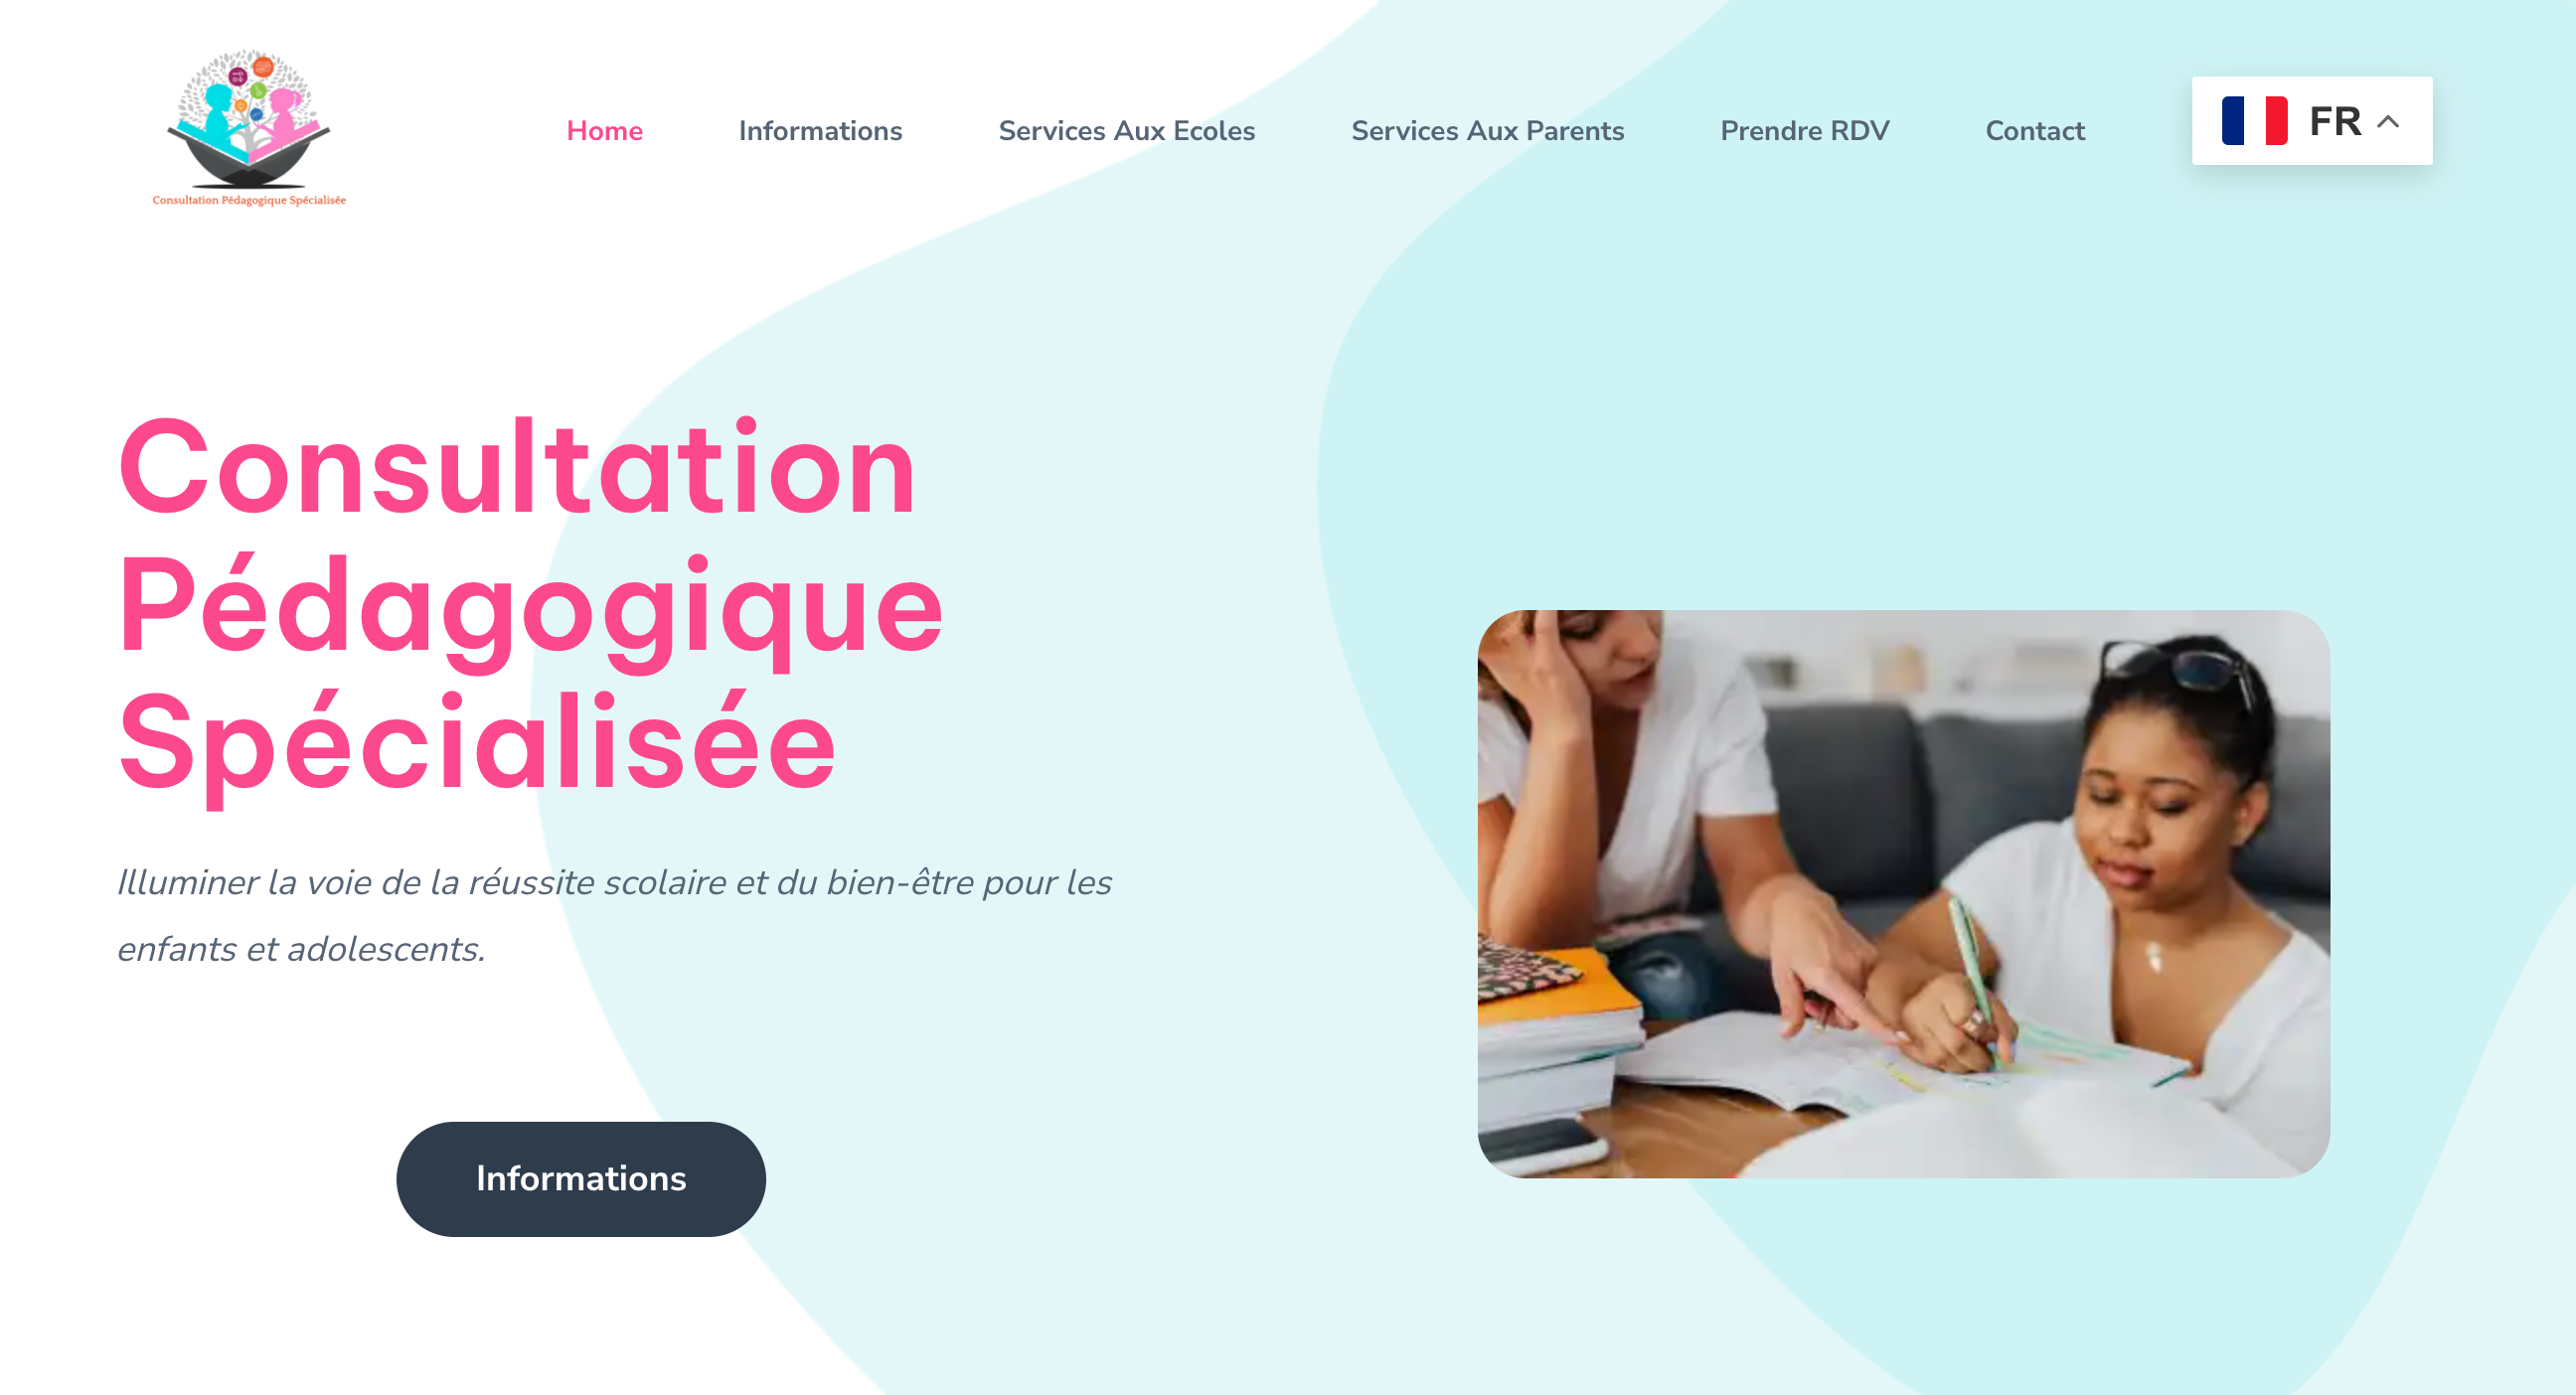 Consultation Pédagogique Spécialisée
Home
Informations
Services Aux Ecoles
Services Aux Parents
Prendre RDV
Contact
FR
Consultation
Pédagogique
Spécialisée
Illuminer la voie de la réussite scolaire et du bien-être pour les
enfants et adolescents.
Informations